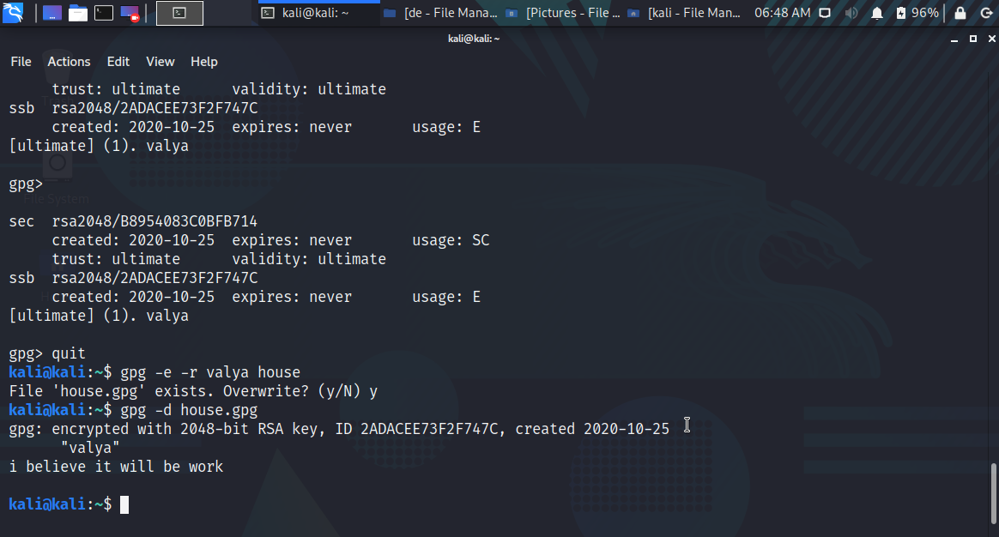 kali@kali: ~
[de - File Mana...
[Pictures - File ...
[kali - File Man...
06:48 AM
96%
kali@kali: ~
File Actions Edit View Help
trust: ultimate validity: ultimate
ssb rsa2048/2ADACEE73F2F747C
created: 2020-10-25 expires: never usage: E
[ultimate] (1). valya
gpg>
File System
sec rsa2048/B8954083C0BFB714
created: 2020-10-25 expires: never usage: SC
trust: ultimate validity: ultimate
ssb rsa2048/2ADACEE73F2F747C
created: 2020-10-25 expires: never usage: E
[ultimate] (1). valya
gpg> quit
kali@kali:~$ gpg -e -r valya house
File 'house.gpg' exists. Overwrite? (y/N) y
kali@kali:~$ gpg -d house.gpg
gpg: encrypted with 2048-bit RSA key, ID 2ADACEE73F2F747C, created 2020-10-25
"valya"
i believe it will be work
kali@kali:~$